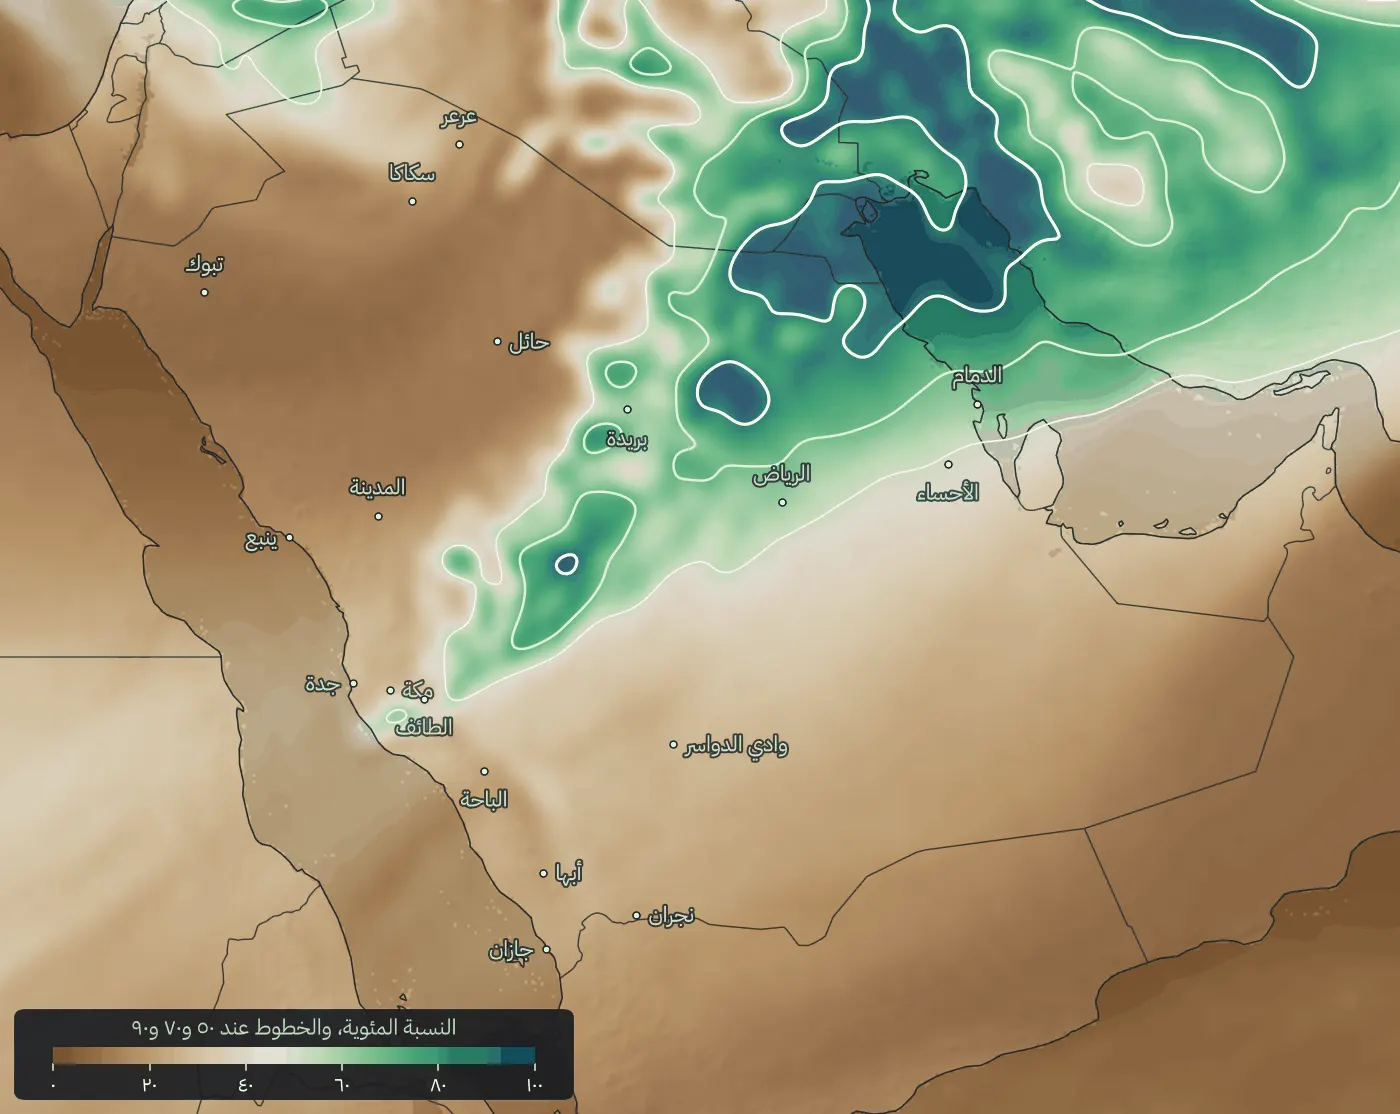 عرعر
سكاكا
تبوك
حائل
الدمام
بريدة
الرياض
المدينة
الأحساء
ينبع
جدة
مكة
الطائف
وادي الدواسر
الباحة
أبها
نجران
جازان
النسبة المئوية، والخطوط عند ٥٠ و٧٠ و٩٠
٠ ٢٠ ٤٠ ٦٠ ٨٠ ١٠٠